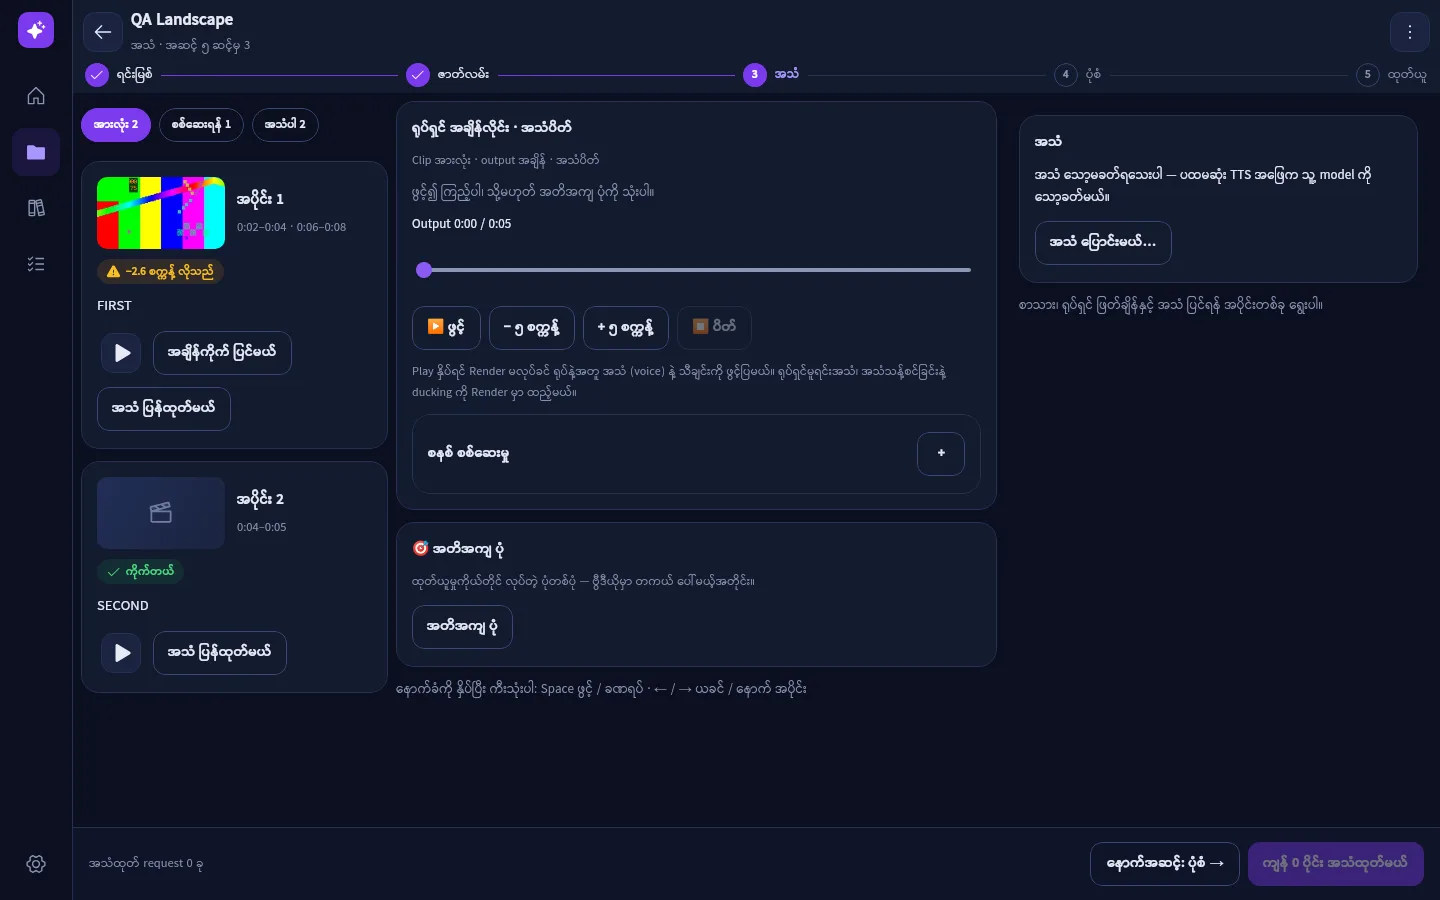 QA Landscape
အသံ · အဆင့် ၅ ဆင့်မှ 3
ရင်းမြစ်
ဇာတ်လမ်း
3 အသံ
4 ပုံစံ
5 ထုတ်ယူ
အားလုံး 2
စစ်ဆေးရန် 1
အသံပါ 2
အပိုင်း 1
0:02–0:04 · 0:06–0:08
−2.6 စက္ကန့် လိုသည်
FIRST
အချိန်ကိုက် ပြင်မယ်
အသံ ပြန်ထုတ်မယ်
အပိုင်း 2
0:04–0:05
ကိုက်တယ်
SECOND
အသံ ပြန်ထုတ်မယ်
ရုပ်ရှင် အချိန်လိုင်း · အသံပိတ်
Clip အားလုံး · output အချိန် · အသံပိတ်
ဖွင့်၍ ကြည့်ပါ၊ သို့မဟုတ် အတိအကျ ပုံကို သုံးပါ။
Output 0:00 / 0:05
ဖွင့်
− ၅ စက္ကန့်
+ ၅ စက္ကန့်
ပိတ်
Play နှိပ်ရင် Render မလုပ်ခင် ရုပ်နဲ့အတူ အသံ (voice) နဲ့ သီချင်းကို ဖွင့်ပြမယ်။ ရုပ်ရှင်မူရင်းအသံ၊ အသံသန့်စင်ခြင်းနဲ့
ducking ကို Render မှာ ထည့်မယ်။
စနစ် စစ်ဆေးမှု
+
အတိအကျ ပုံ
ထုတ်ယူမှုကိုယ်တိုင် လုပ်တဲ့ ပုံတစ်ပုံ — ဗွီဒီယိုမှာ တကယ် ပေါ်မယ့်အတိုင်း။
အတိအကျ ပုံ
နောက်ခံကို နှိပ်ပြီး ကီးသုံးပါ: Space ဖွင့် / ခဏရပ် · ← / → ယခင် / နောက် အပိုင်း
အသံ
အသံ သော့မခတ်ရသေးပါ — ပထမဆုံး TTS အဖြေက သူ့ model ကို
သော့ခတ်မယ်။
အသံ ပြောင်းမယ်…
စာသား၊ ရုပ်ရှင် ဖြတ်ချိန်နှင့် အသံ ပြင်ရန် အပိုင်းတစ်ခု ရွေးပါ။
အသံထုတ် request 0 ခု
နောက်အဆင့်: ပုံစံ →
ကျန် 0 ပိုင်း အသံထုတ်မယ်